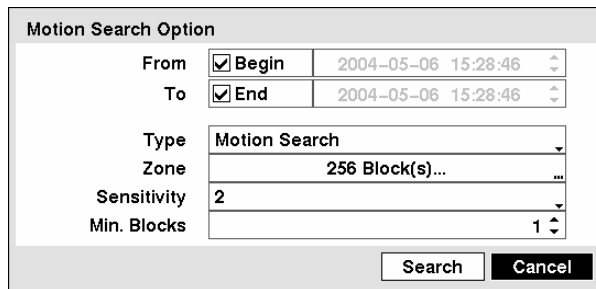 Motion Search Option
From Begin 2004-05-06 15:28:46
To End 2004-05-06 15:28:46
Type Motion Search
Zone 256 Block(s)... ...
Sensitivity 2
Min. Blocks 1
Search Cancel